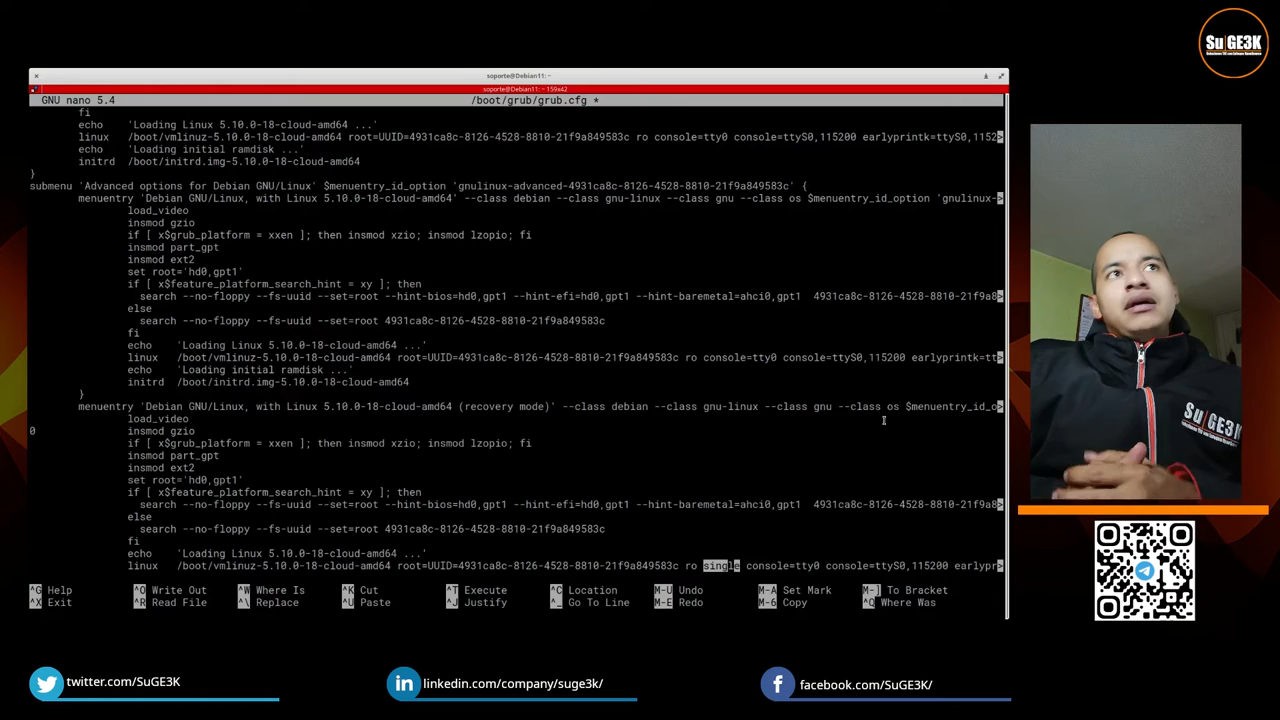 Su GE3K
soporte@Debian11: ~
soporte@Debian11: ~ 159x42
GNU nano 5.4 /boot/grub/grub.cfg *
fi
echo 'Loading Linux 5.10.0-18-cloud-amd64 ...'
linux /boot/vmlinuz-5.10.0-18-cloud-amd64 root=UUID=4931ca8c-8126-4528-8810-21f9a849583c ro console=tty0 console=ttyS0,115200 earlyprintk=ttyS0,1152>
echo 'Loading initial ramdisk ...'
initrd /boot/initrd.img-5.10.0-18-cloud-amd64
}
submenu 'Advanced options for Debian GNU/Linux' $menuentry_id_option 'gnulinux-advanced-4931ca8c-8126-4528-8810-21f9a849583c' {
menuentry 'Debian GNU/Linux, with Linux 5.10.0-18-cloud-amd64' --class debian --class gnu-linux --class gnu --class os $menuentry_id_option 'gnulinux->
load_video
insmod gzio
if [ x$grub_platform = xxen ]; then insmod xzio; insmod lzopio; fi
insmod part_gpt
insmod ext2
set root='hd0,gpt1'
if [ x$feature_platform_search_hint = xy ]; then
search --no-floppy --fs-uuid --set=root --hint-bios=hd0,gpt1 --hint-efi=hd0,gpt1 --hint-baremetal=ahci0,gpt1 4931ca8c-8126-4528-8810-21f9a8>
else
search --no-floppy --fs-uuid --set=root 4931ca8c-8126-4528-8810-21f9a849583c
fi
echo 'Loading Linux 5.10.0-18-cloud-amd64 ...'
linux /boot/vmlinuz-5.10.0-18-cloud-amd64 root=UUID=4931ca8c-8126-4528-8810-21f9a849583c ro console=tty0 console=ttyS0,115200 earlyprintk=tt>
echo 'Loading initial ramdisk ...'
initrd /boot/initrd.img-5.10.0-18-cloud-amd64
}
menuentry 'Debian GNU/Linux, with Linux 5.10.0-18-cloud-amd64 (recovery mode)' --class debian --class gnu-linux --class gnu --class os $menuentry_id_o>
load_video
0 insmod gzio
if [ x$grub_platform = xxen ]; then insmod xzio; insmod lzopio; fi
insmod part_gpt
insmod ext2
set root='hd0,gpt1'
if [ x$feature_platform_search_hint = xy ]; then
search --no-floppy --fs-uuid --set=root --hint-bios=hd0,gpt1 --hint-efi=hd0,gpt1 --hint-baremetal=ahci0,gpt1 4931ca8c-8126-4528-8810-21f9a8>
else
search --no-floppy --fs-uuid --set=root 4931ca8c-8126-4528-8810-21f9a849583c
fi
echo 'Loading Linux 5.10.0-18-cloud-amd64 ...'
linux /boot/vmlinuz-5.10.0-18-cloud-amd64 root=UUID=4931ca8c-8126-4528-8810-21f9a849583c ro single console=tty0 console=ttyS0,115200 earlypr>
^G Help ^O Write Out ^W Where Is ^K Cut ^T Execute ^C Location M-U Undo M-A Set Mark M-] To Bracket
^X Exit ^R Read File ^\ Replace ^U Paste ^J Justify ^_ Go To Line M-E Redo M-6 Copy ^Q Where Was
Su GE3K
twitter.com/SuGE3K
linkedin.com/company/suge3k/
facebook.com/SuGE3K/